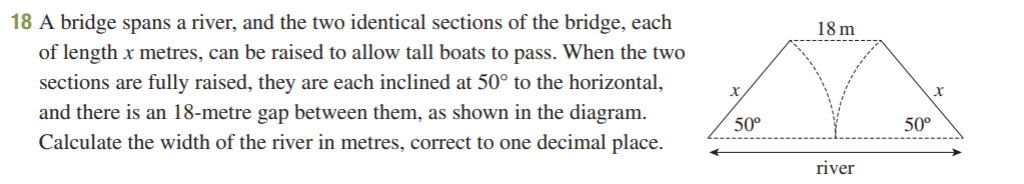 18 A bridge spans a river, and the two identical sections of the bridge, each
of length x metres, can be raised to allow tall boats to pass. When the two
sections are fully raised, they are each inclined at 50° to the horizontal,
and there is an 18-metre gap between them, as shown in the diagram.
Calculate the width of the river in metres, correct to one decimal place.
18 m
x
x
50°
50°
river